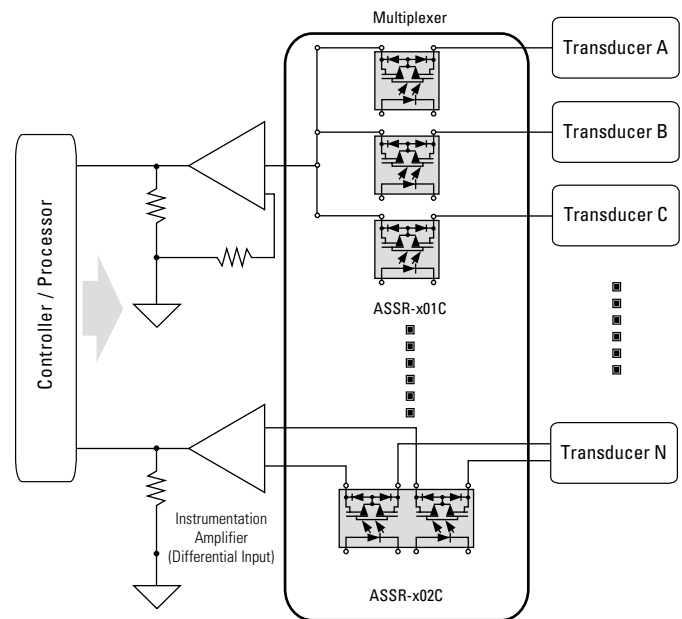 Multiplexer
Transducer A
Transducer B
Transducer C
Controller / Processor
ASSR-x01C
Transducer N
Instrumentation
Amplifier
(Differential Input)
ASSR-x02C